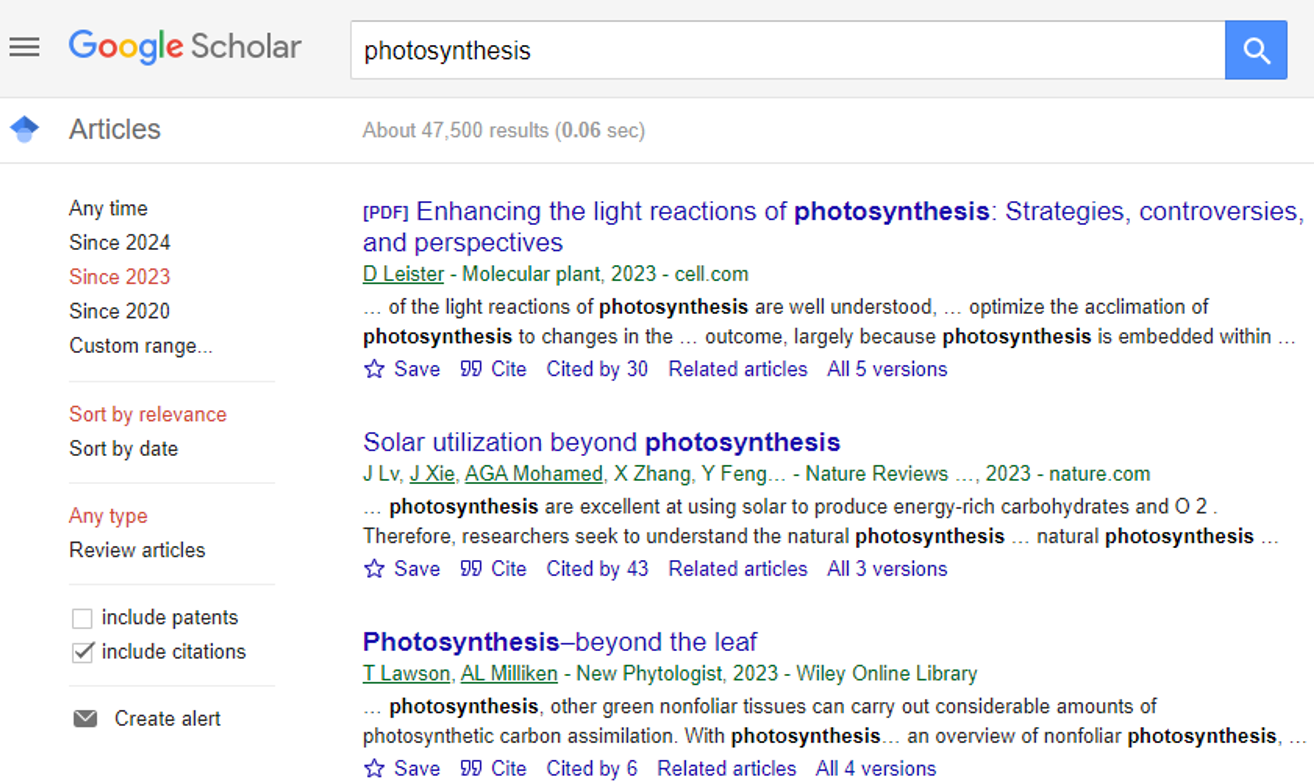 Google Scholar
photosynthesis
Articles
About 47,500 results (0.06 sec)
Any time
Since 2024
Since 2023
Since 2020
Custom range...
Sort by relevance
Sort by date
Any type
Review articles
include patents
include citations
Create alert
[PDF] Enhancing the light reactions of photosynthesis: Strategies, controversies,
and perspectives
D Leister - Molecular plant, 2023 - cell.com
… of the light reactions of photosynthesis are well understood, … optimize the acclimation of
photosynthesis to changes in the … outcome, largely because photosynthesis is embedded within …
Save Cite Cited by 30 Related articles All 5 versions
Solar utilization beyond photosynthesis
J Lv, J Xie, AGA Mohamed, X Zhang, Y Feng… - Nature Reviews …, 2023 - nature.com
… photosynthesis are excellent at using solar to produce energy-rich carbohydrates and O 2 .
Therefore, researchers seek to understand the natural photosynthesis … natural photosynthesis …
Save Cite Cited by 43 Related articles All 3 versions
Photosynthesis–beyond the leaf
T Lawson, AL Milliken - New Phytologist, 2023 - Wiley Online Library
… photosynthesis, other green nonfoliar tissues can carry out considerable amounts of
photosynthetic carbon assimilation. With photosynthesis… an overview of nonfoliar photosynthesis, …
Save Cite Cited by 6 Related articles All 4 versions